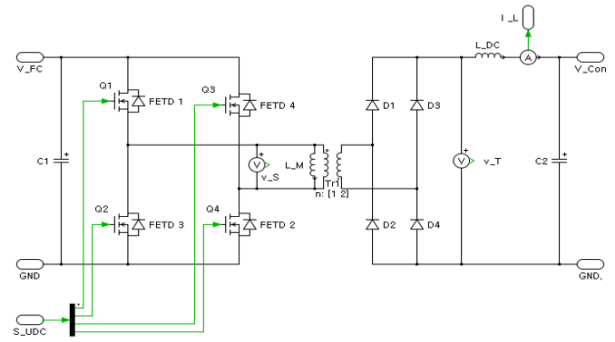 I_L
V_FC
L_DC
A
V_Con
Q1
Q3
FETD 1
FETD 4
D1
D3
C1
L_M
V
v_S
Tr1
n: [1 2]
V
v_T
C2
Q2
Q4
FETD 3
FETD 2
D2
D4
GND
GND,
S_UDC